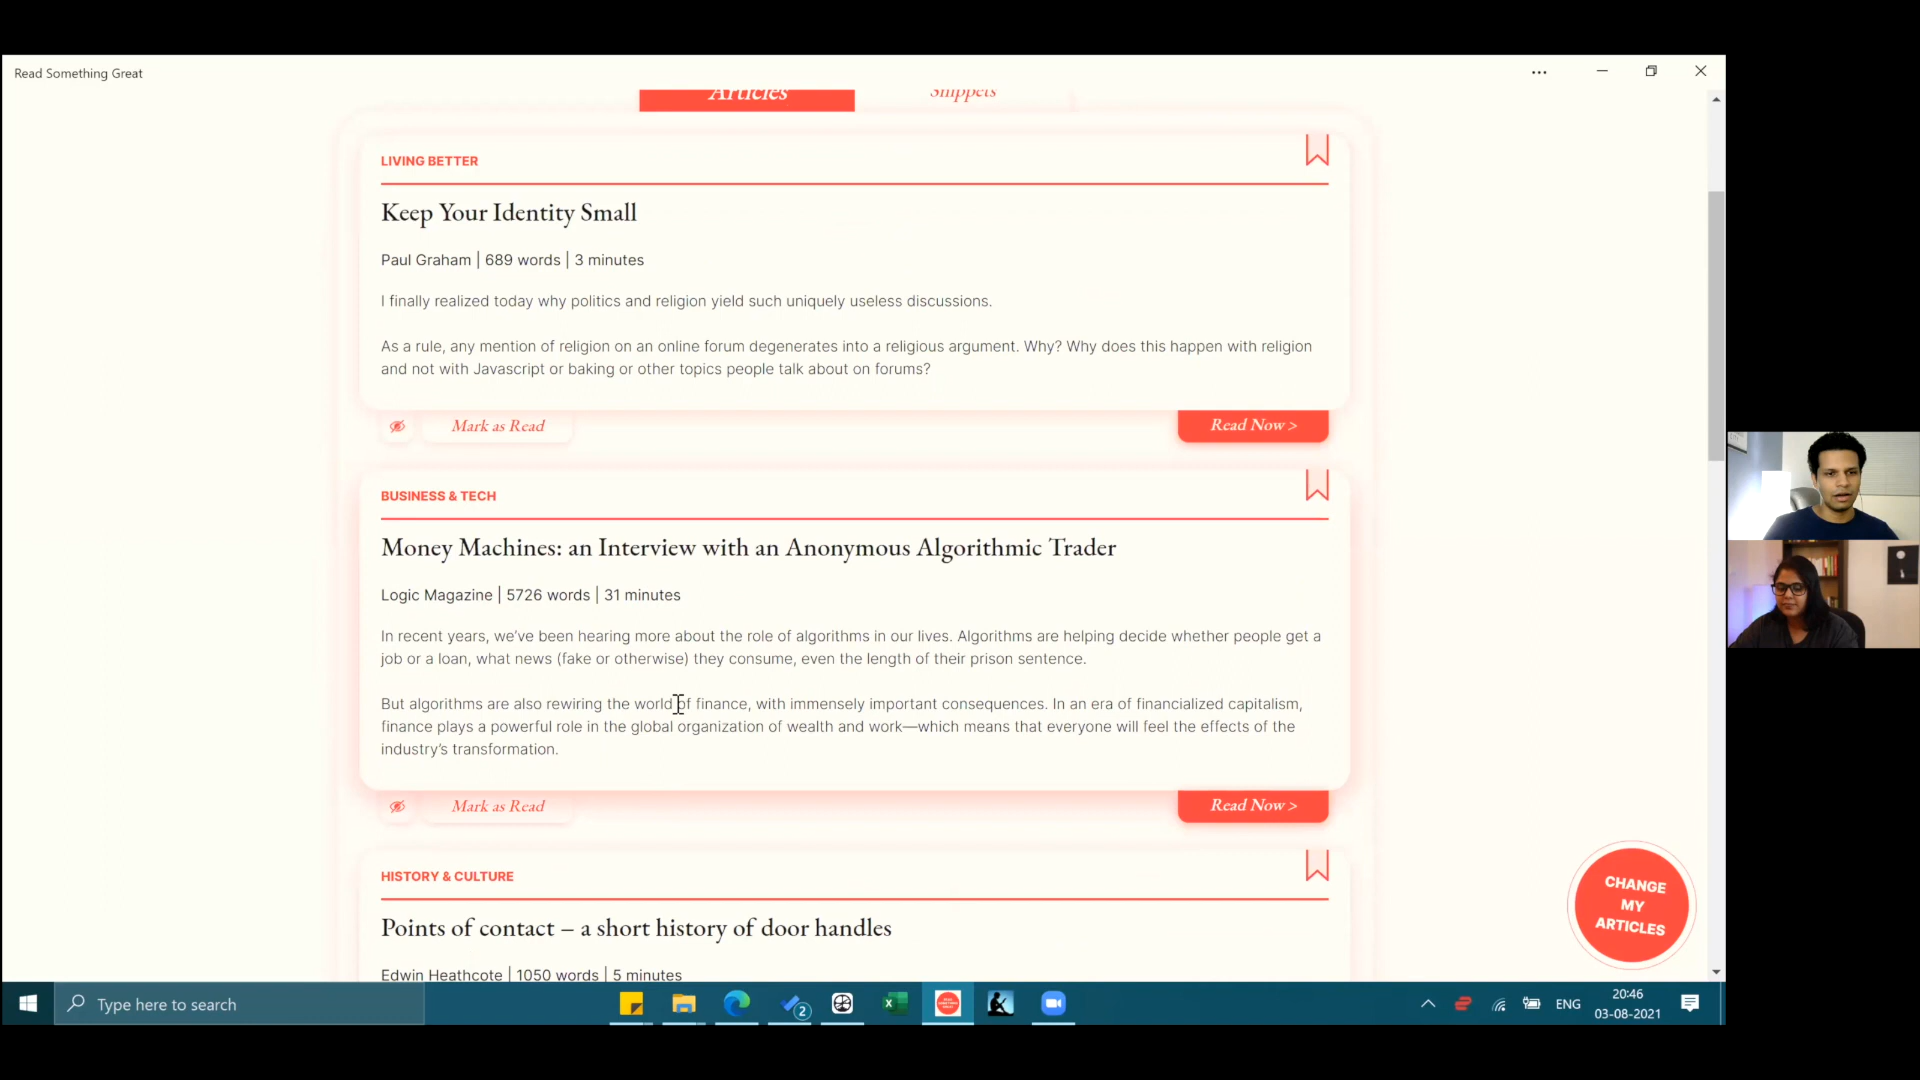 Read Something Great
Articles
Snippets
LIVING BETTER
Keep Your Identity Small
Paul Graham | 689 words | 3 minutes
I finally realized today why politics and religion yield such uniquely useless discussions.
As a rule, any mention of religion on an online forum degenerates into a religious argument. Why? Why does this happen with religion
and not with Javascript or baking or other topics people talk about on forums?
Mark as Read
Read Now >
BUSINESS & TECH
Money Machines: an Interview with an Anonymous Algorithmic Trader
Logic Magazine | 5726 words | 31 minutes
In recent years, we've been hearing more about the role of algorithms in our lives. Algorithms are helping decide whether people get a
job or a loan, what news (fake or otherwise) they consume, even the length of their prison sentence.
But algorithms are also rewiring the world of finance, with immensely important consequences. In an era of financialized capitalism,
finance plays a powerful role in the global organization of wealth and work—which means that everyone will feel the effects of the
industry's transformation.
Mark as Read
Read Now >
HISTORY & CULTURE
Points of contact – a short history of door handles
Edwin Heathcote | 1050 words | 5 minutes
CHANGE
MY
ARTICLES
Type here to search
2
ENG
20:46
03-08-2021